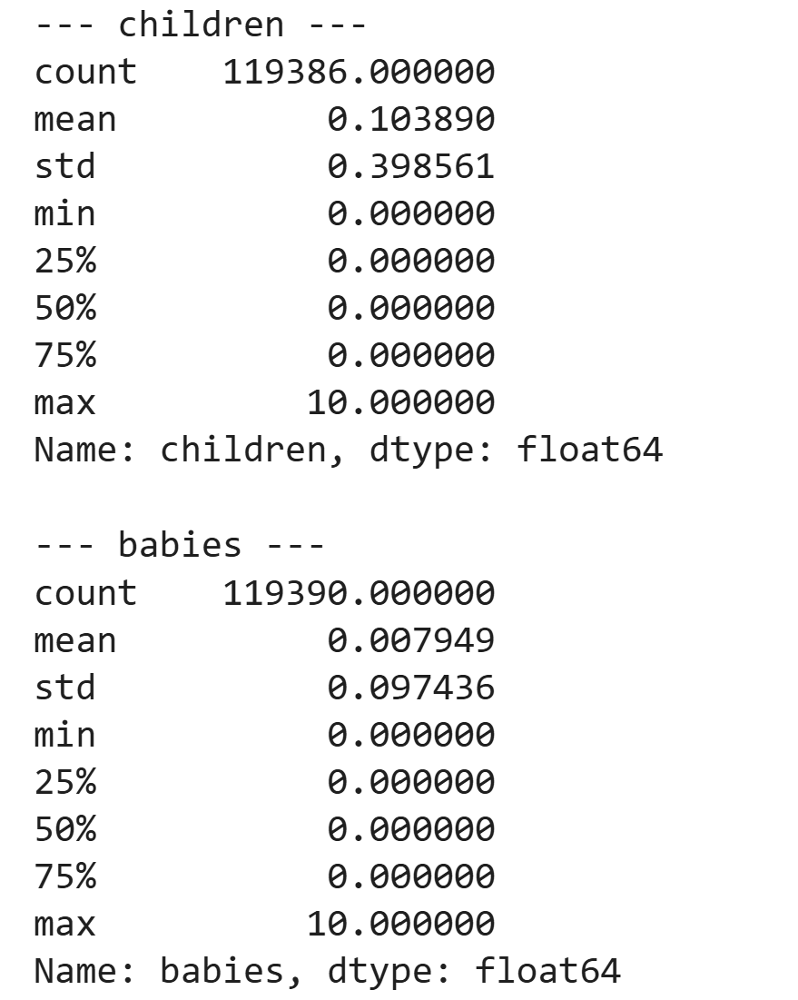 --- children ---
count    119386.000000
mean          0.103890
std           0.398561
min           0.000000
25%           0.000000
50%           0.000000
75%           0.000000
max          10.000000
Name: children, dtype: float64

--- babies ---
count    119390.000000
mean          0.007949
std           0.097436
min           0.000000
25%           0.000000
50%           0.000000
75%           0.000000
max          10.000000
Name: babies, dtype: float64